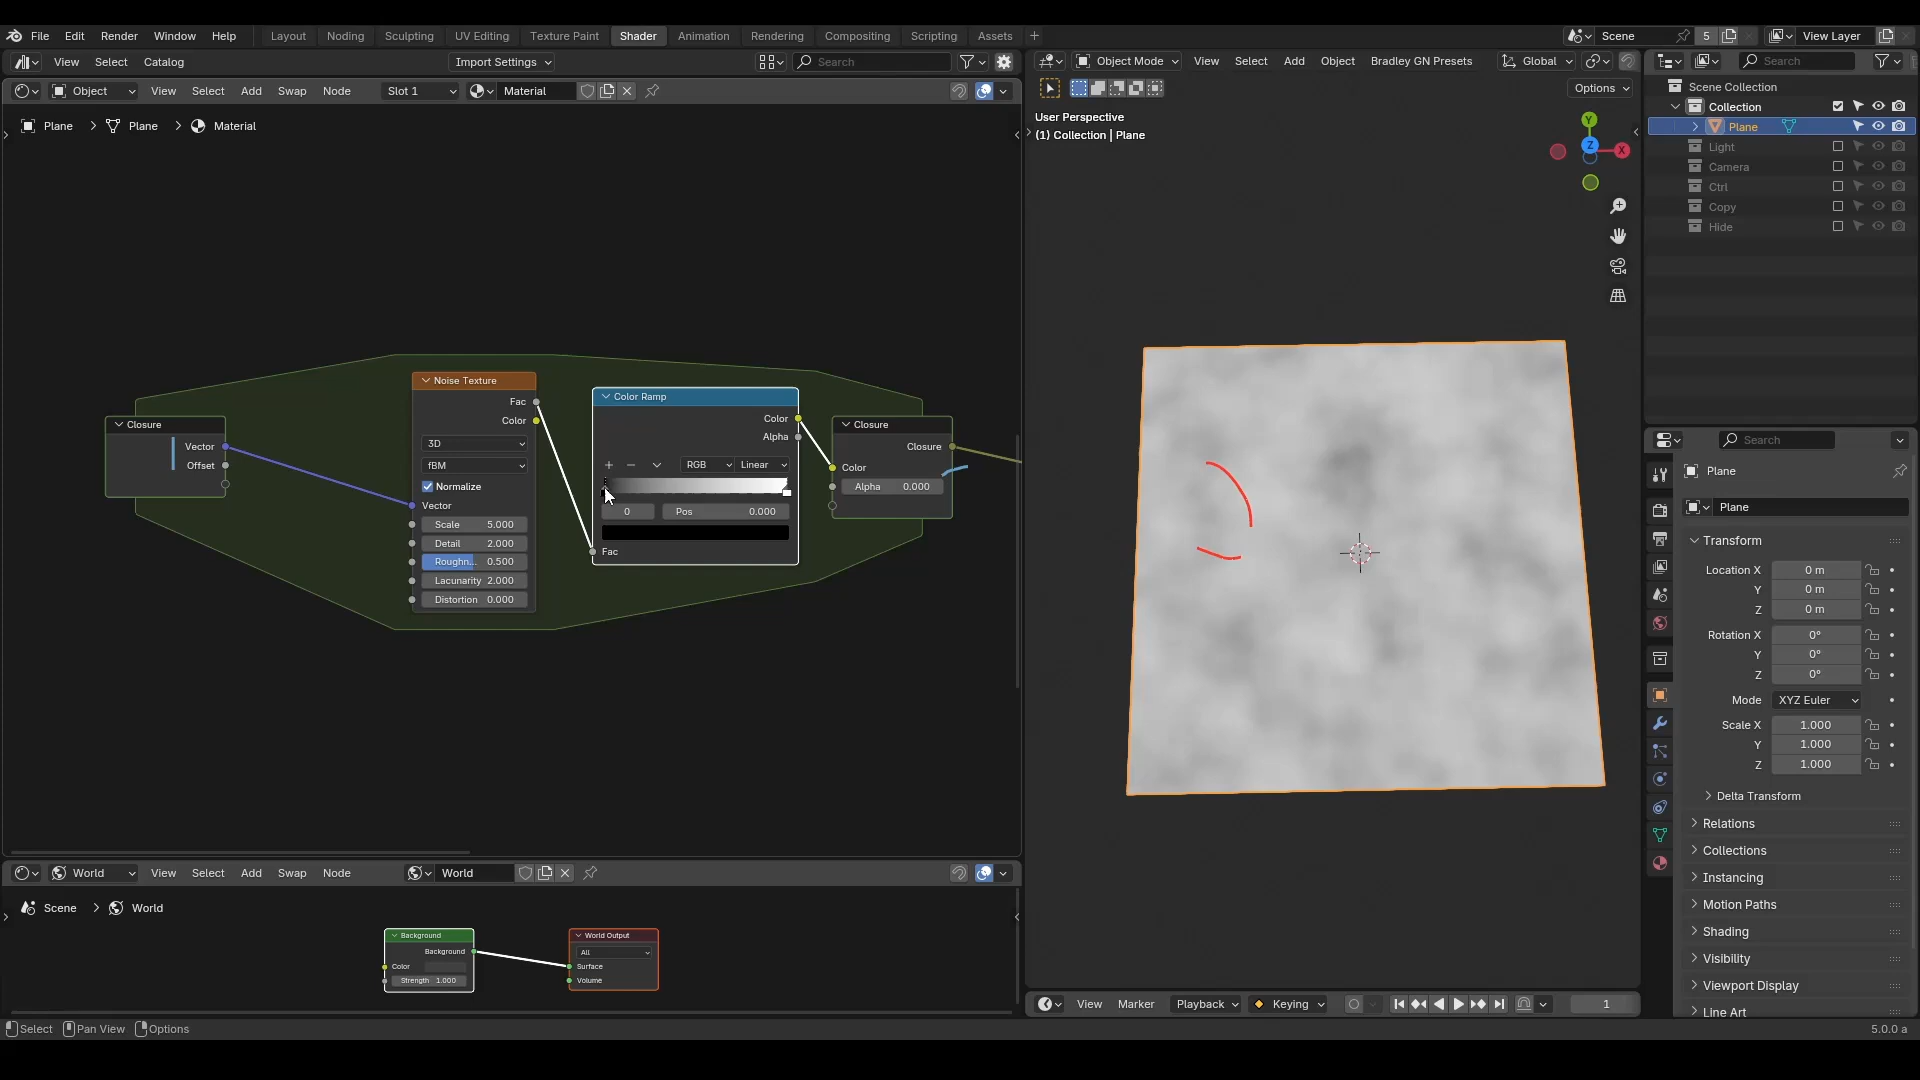 File Edit Render Window Help Layout Noding Sculpting UV Editing Texture Paint Shader Animation Rendering Compositing Scripting Assets + Scene 5 View Layer
View Select Catalog Import Settings Search
Object View Select Add Swap Node Slot 1 Material
Plane > Plane > Material
Closure
Vector
Offset
Noise Texture
Fac
Color
3D
fBM
Normalize
Vector
Scale 5.000
Detail 2.000
Roughn... 0.500
Lacunarity 2.000
Distortion 0.000
Color Ramp
Color
Alpha
RGB Linear
0 Pos 0.000
Fac
Closure
Closure
Color
Alpha 0.000
World View Select Add Swap Node World
Scene > World
Background
Background
Color
Strength 1.000
World Output
All
Surface
Volume
Select Pan View Options
Object Mode View Select Add Object Bradley GN Presets Global
Options
User Perspective
(1) Collection | Plane
Y
Z
X
View Marker Playback Keying 1
Search
Scene Collection
Collection
Plane
Light
Camera
Ctrl
Copy
Hide
Search
Plane
Plane
Transform
Location X 0 m
Y 0 m
Z 0 m
Rotation X 0°
Y 0°
Z 0°
Mode XYZ Euler
Scale X 1.000
Y 1.000
Z 1.000
Delta Transform
Relations
Collections
Instancing
Motion Paths
Shading
Visibility
Viewport Display
Line Art
5.0.0 a